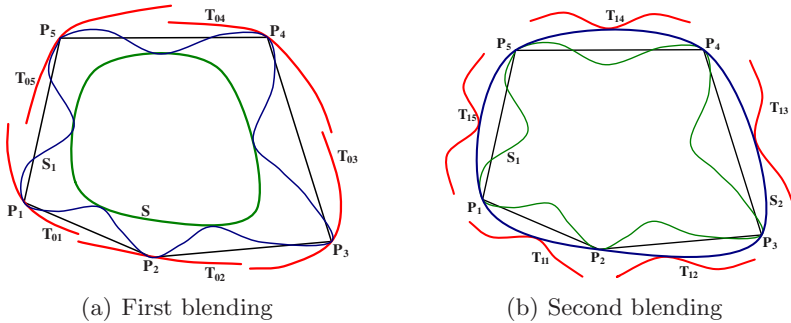 T04
P5
P4
T05
T03
S1
S
P1
T01
P2
T02
P3
T14
P5
P4
T13
T15
S1
S2
P1
P3
T11
P2
T12
(a) First blending
(b) Second blending